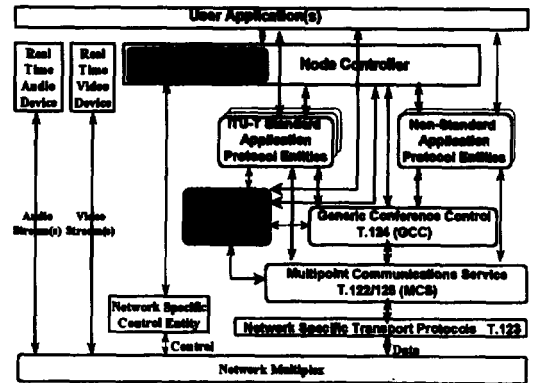 User Application(s)
Real
Time
Audio
Device
Real
Time
Video
Device
Node Controller
ITU-T Standard
Application
Protocol Entities
Non-Standard
Application
Protocol Entities
Audio
Stream(s)
Video
Stream(s)
Generic Conference Control
T.124 (GCC)
Multipoint Communications Service
T.122/125 (MCS)
Network Specific
Control Entity
Network Specific Transport Protocols T.123
Control
Data
Network Multiplex